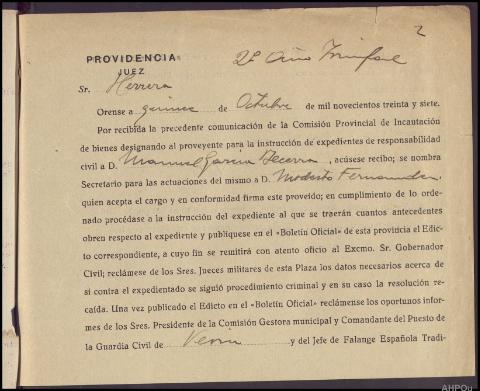 2
PROVIDENCIA
JUEZ
2º Año Triunfal
Sr. Herrera
Orense a quince de Octubre de mil novecientos treinta y siete.
Por recibida la precedente comunicación de la Comisión Provincial de Incautación
de bienes designando al proveyente para la instrucción de expedientes de responsabilidad
civil a D. Manuel García Becerra, acúsese recibo; se nombra
Secretario para las actuaciones del mismo a D. Modesto Fernandez
quien acepta el cargo y en conformidad firma este proveido; en cumplimiento de lo orde-
nado procédase a la instrucción del expediente al que se traerán cuantos antecedentes
obren respecto al expediente y publíquese en el «Boletín Oficial» de esta provincia el Edicto
correspondiente, a cuyo fin se remitirá con atento oficio al Excmo. Sr. Gobernador
Civil; reclámese de los Sres. Jueces militares de esta Plaza los datos necesarios acerca de
si contra el expedientado se siguió procedimiento criminal y en su caso la resolución re-
caída. Una vez publicado el Edicto en el «Boletín Oficial» reclámense los oportunos infor-
mes de los Sres. Presidente de la Comisión Gestora municipal y Comandante del Puesto de
la Guardia Civil de Verin y del Jefe de Falange Española Tradi-
AHPOu